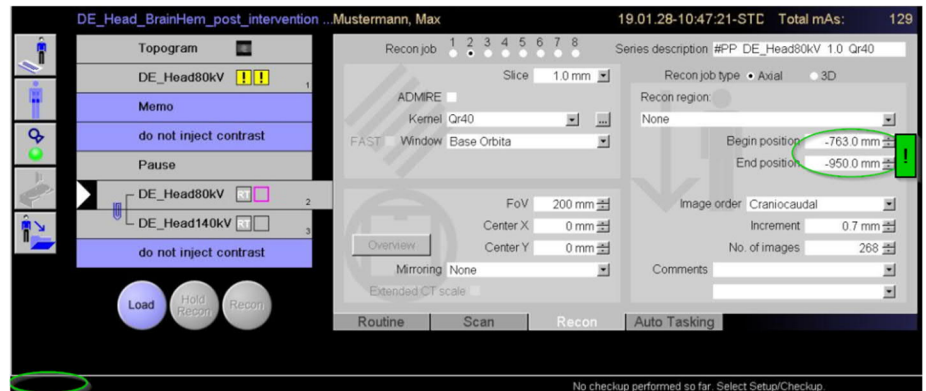 DE_Head_BrainHem_post_intervention ... Mustermann, Max 19.01.28-10:47:21-STD Total mAs: 129
Topogram
DE_Head80kV ! ! 1
Memo
do not inject contrast
Pause
DE_Head80kV RT 2
DE_Head140kV RT 3
do not inject contrast
Load
Hold Recon
Recon
Recon job 1 2 3 4 5 6 7 8
Series description #PP DE_Head80kV 1.0 Qr40
Slice 1.0 mm
ADMIRE
Kernel Qr40 ...
FAST Window Base Orbita
Recon job type Axial 3D
Recon region:
None
Begin position -763.0 mm
End position -950.0 mm
!
FoV 200 mm
Center X 0 mm
Overview Center Y 0 mm
Mirroring None
Extended CT scale
Image order Craniocaudal
Increment 0.7 mm
No. of images 268
Comments
Routine Scan Recon Auto Tasking
No checkup performed so far. Select Setup/Checkup.